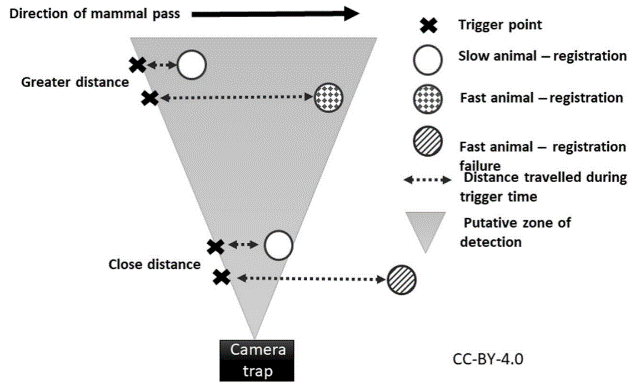 Direction of mammal pass
Greater distance
Close distance
Camera
trap
Trigger point
Slow animal – registration
Fast animal – registration
Fast animal – registration
failure
Distance travelled during
trigger time
Putative zone of
detection
CC-BY-4.0